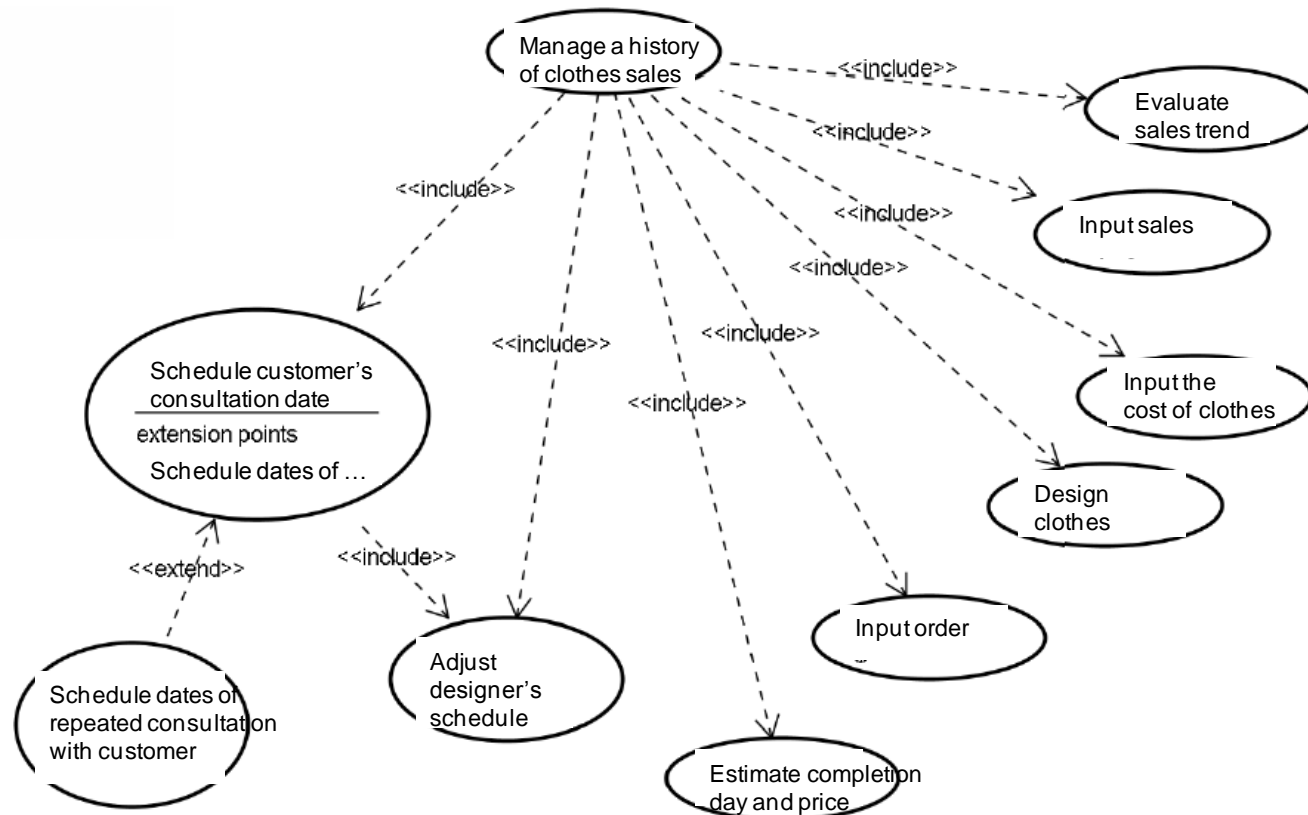 Manage a history
of clothes sales
<<include>>
Evaluate
sales trend
<<include>>
Input sales
<<include>>
<<include>>
<<include>>
Input the
cost of clothes
<<include>>
<<include>>
<<include>>
Schedule customer's
consultation date
extension points
Schedule dates of …
Design
clothes
<<extend>>
<<include>>
Input order
Adjust
designer's
schedule
Schedule dates of
repeated consultation
with customer
Estimate completion
day and price